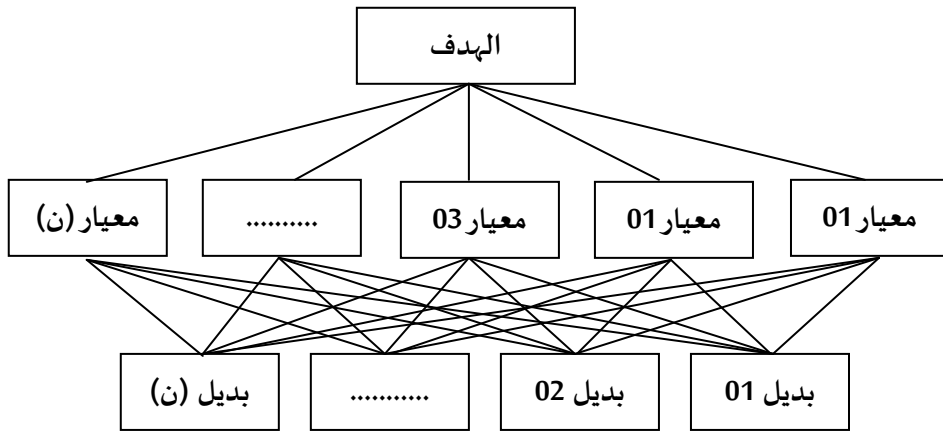 الهدف
معيار 01
معيار 01
معيار 03
..........
معيار (ن)
بديل 01
بديل 02
...........
بديل (ن)